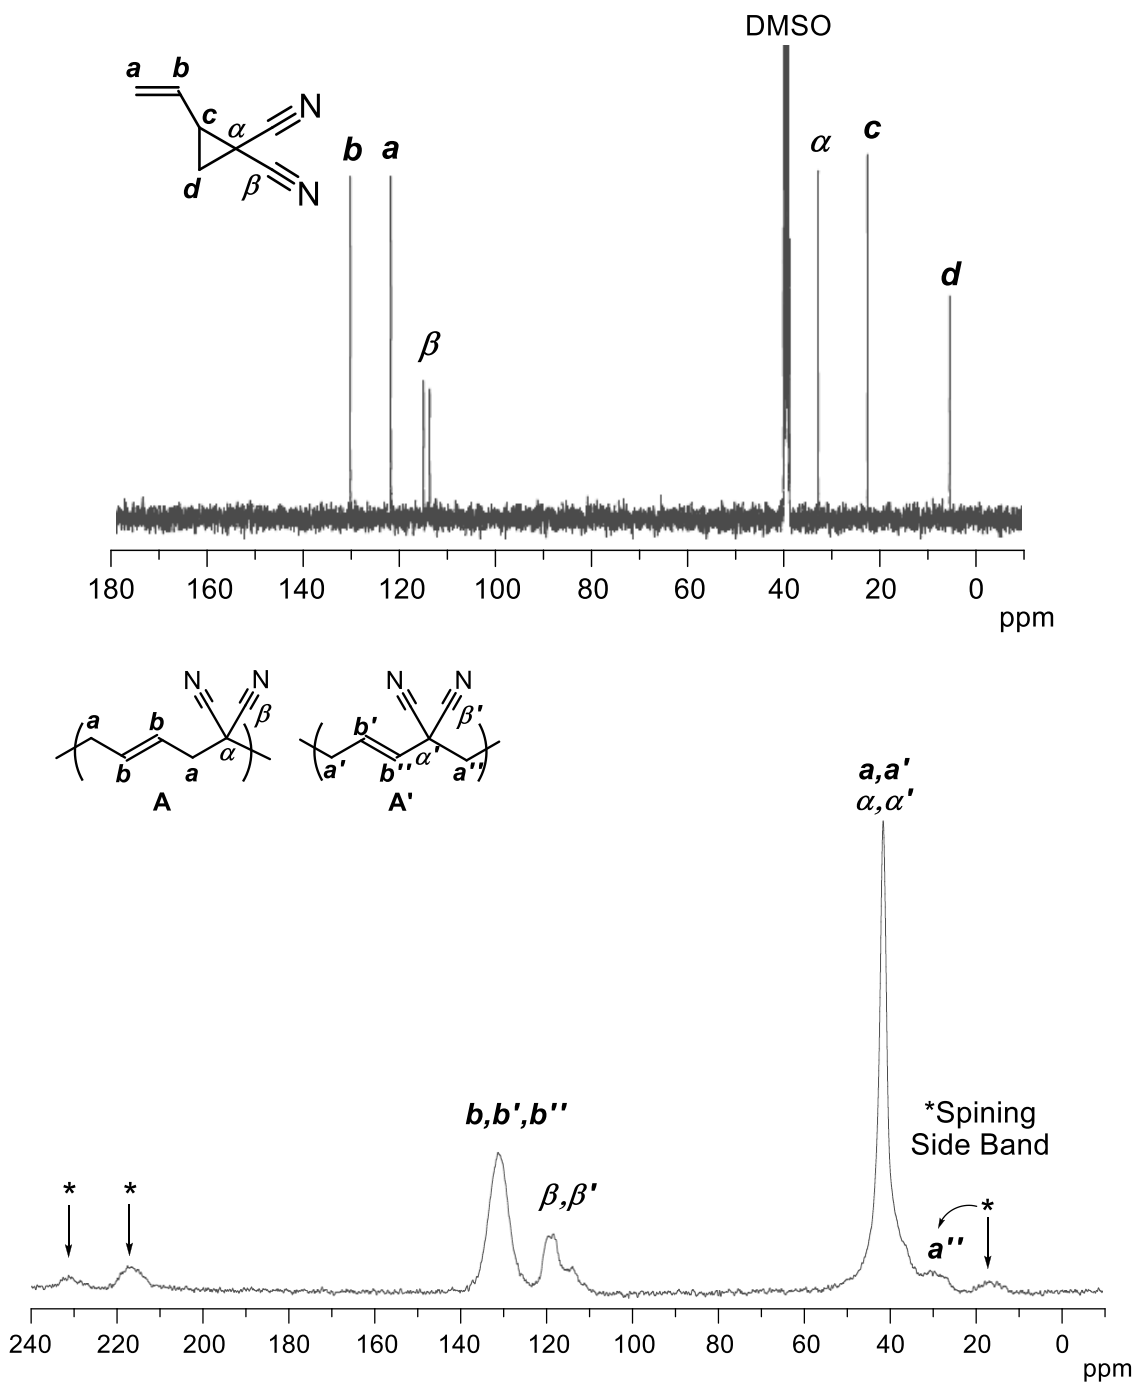 DMSO
a b
c α N
d β N
b a
β
α c
d
180 160 140 120 100 80 60 40 20 0
ppm
N N N N
a b β b' β'
b a α a' b'' α' a''
A A'
a,a'
α,α'
b,b',b''
β,β'
*Spining
Side Band
* * *
a''
240 220 200 180 160 140 120 100 80 60 40 20 0
ppm